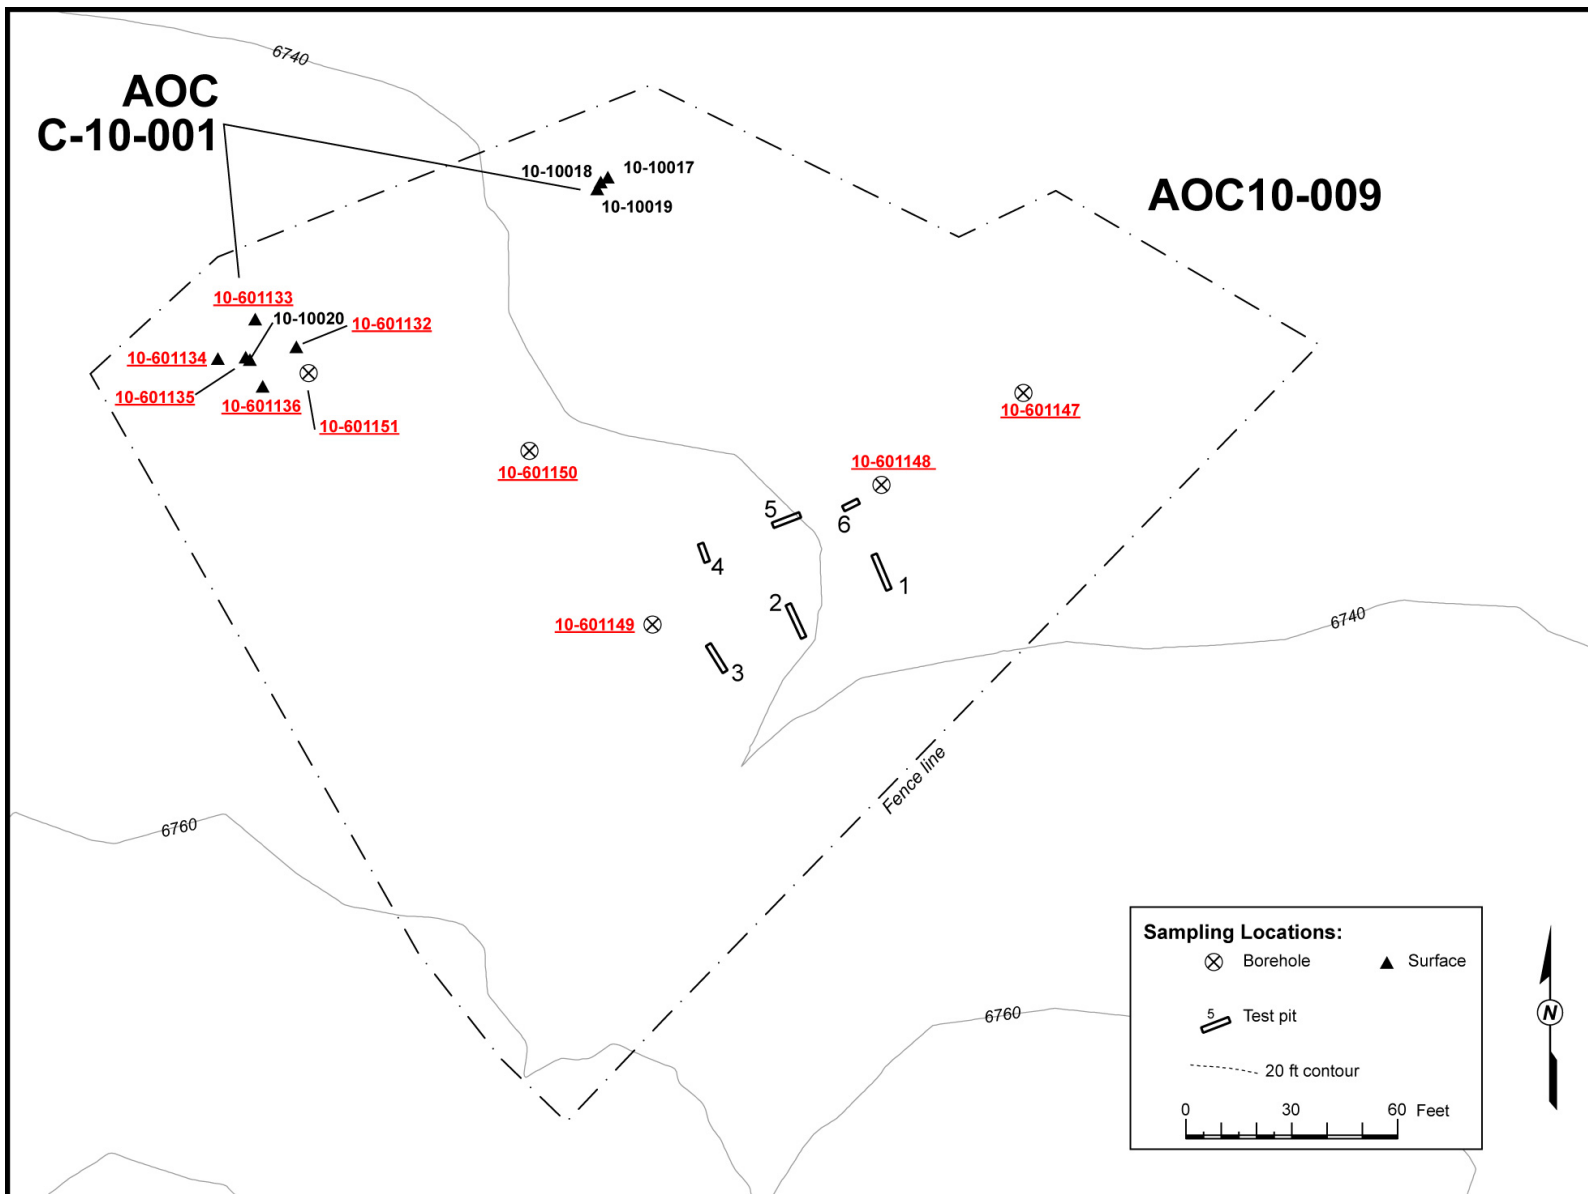 6740
AOC
C-10-001
10-10018
10-10017
10-10019
AOC10-009
10-601133
10-10020
10-601132
10-601134
10-601135
10-601136
10-601151
10-601147
10-601150
10-601148
5
6
4
1
2
10-601149
3
6740
Fence line
6760
6760
Sampling Locations:
Borehole
Surface
5
Test pit
20 ft contour
0 30 60 Feet
N